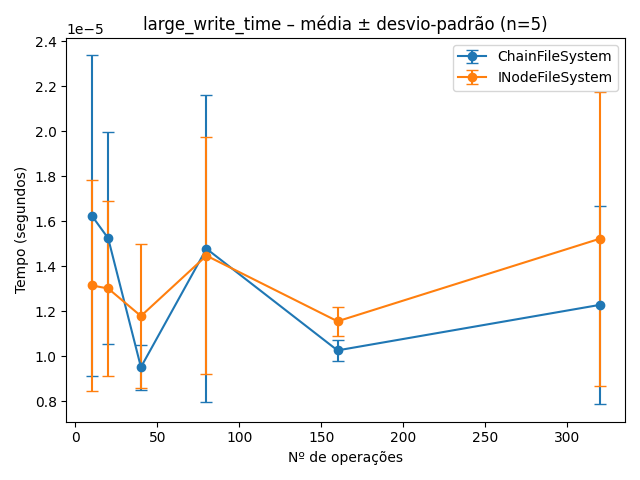 large_write_time – média ± desvio-padrão (n=5)
1e−5
2.4
2.2
2.0
1.8
1.6
1.4
1.2
1.0
0.8
Tempo (segundos)
ChainFileSystem
INodeFileSystem
0 50 100 150 200 250 300
Nº de operações